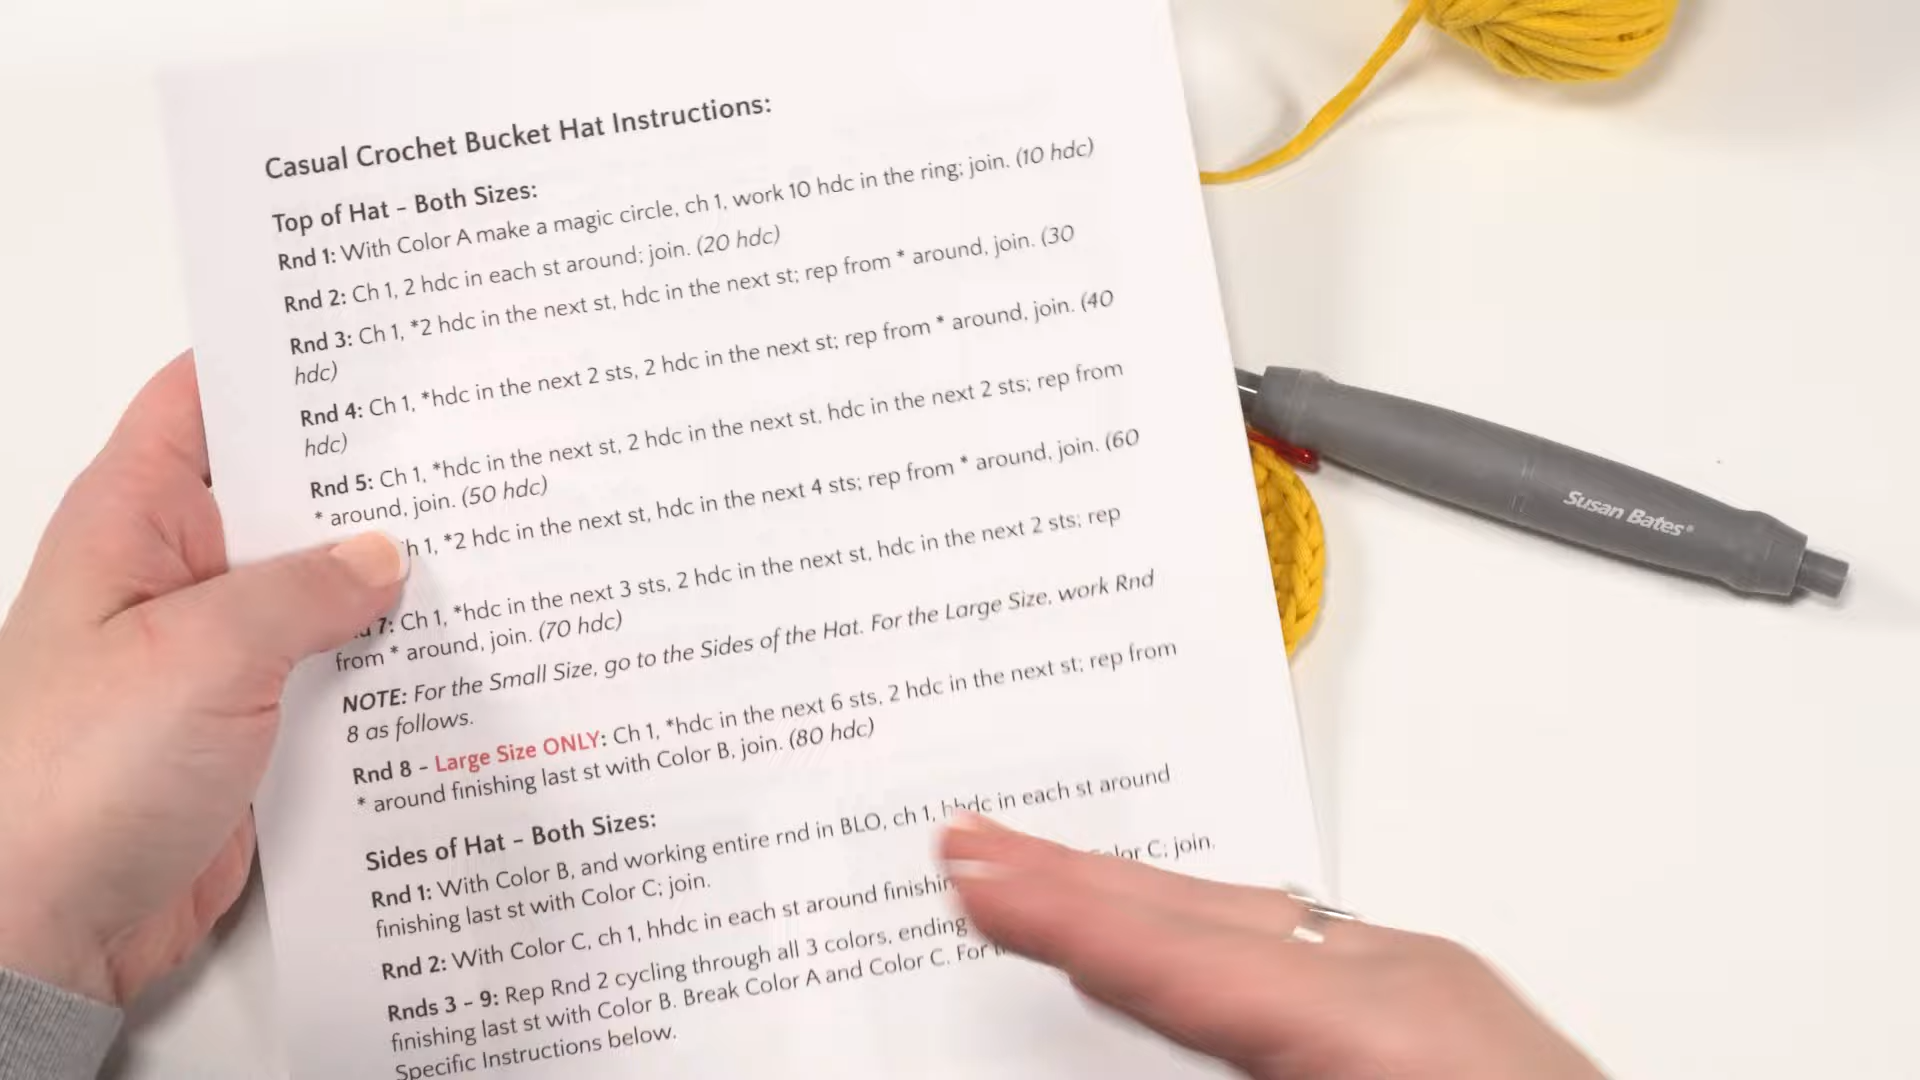 Casual Crochet Bucket Hat Instructions:
Top of Hat – Both Sizes:
Rnd 1: With Color A make a magic circle, ch 1, work 10 hdc in the ring; join. (10 hdc)
Rnd 2: Ch 1, 2 hdc in each st around; join. (20 hdc)
Rnd 3: Ch 1, *2 hdc in the next st, hdc in the next st; rep from * around, join. (30
hdc)
Rnd 4: Ch 1, *hdc in the next 2 sts, 2 hdc in the next st; rep from * around, join. (40
hdc)
Rnd 5: Ch 1, *hdc in the next st, 2 hdc in the next st, hdc in the next 2 sts; rep from
* around, join. (50 hdc)
h 1, *2 hdc in the next st, hdc in the next 4 sts; rep from * around, join. (60
7: Ch 1, *hdc in the next 3 sts, 2 hdc in the next st, hdc in the next 2 sts; rep
from * around, join. (70 hdc)
NOTE: For the Small Size, go to the Sides of the Hat. For the Large Size, work Rnd
8 as follows.
Rnd 8 – Large Size ONLY: Ch 1, *hdc in the next 6 sts, 2 hdc in the next st; rep from
* around finishing last st with Color B, join. (80 hdc)
Sides of Hat – Both Sizes:
Rnd 1: With Color B, and working entire rnd in BLO, ch 1, hhdc in each st around
finishing last st with Color C; join.
Rnd 2: With Color C, ch 1, hhdc in each st around finishin olor C; join.
Rnds 3 – 9: Rep Rnd 2 cycling through all 3 colors, ending
finishing last st with Color B. Break Color A and Color C. For
Specific Instructions below.
Susan Bates®